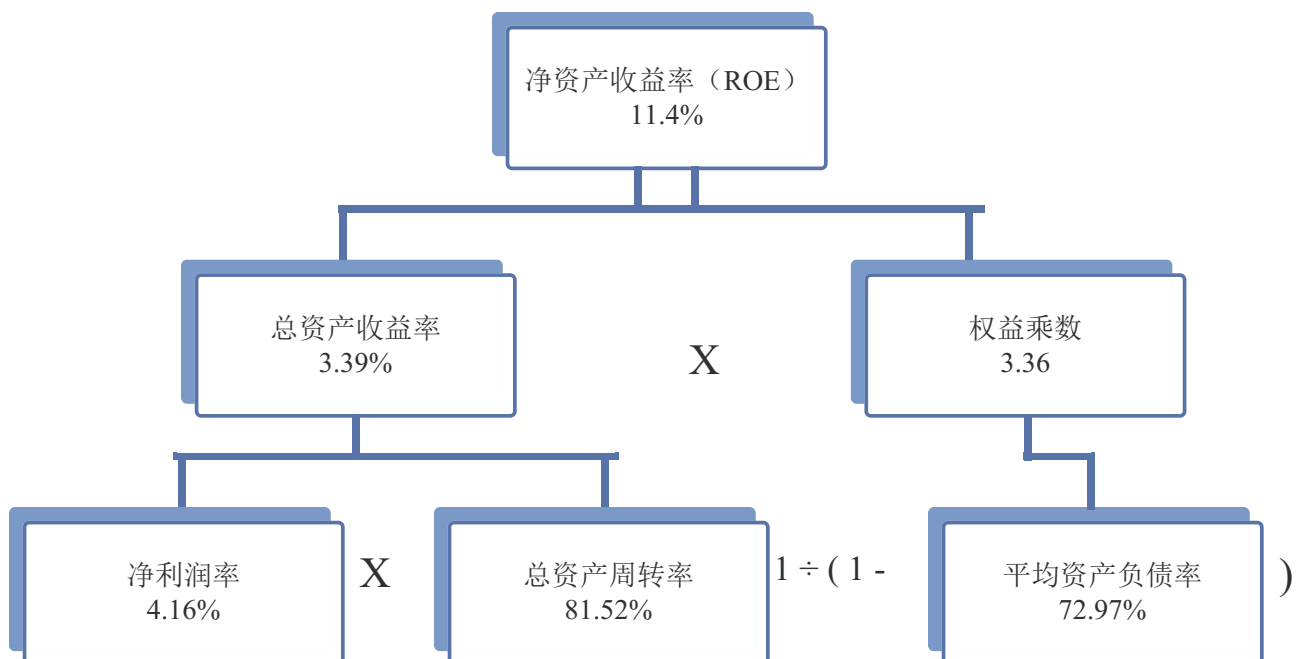 净资产收益率（ROE）
11.4%
总资产收益率
3.39%
X
权益乘数
3.36
净利润率
4.16%
X
总资产周转率
81.52%
1 ÷ ( 1 -
平均资产负债率
72.97%
)